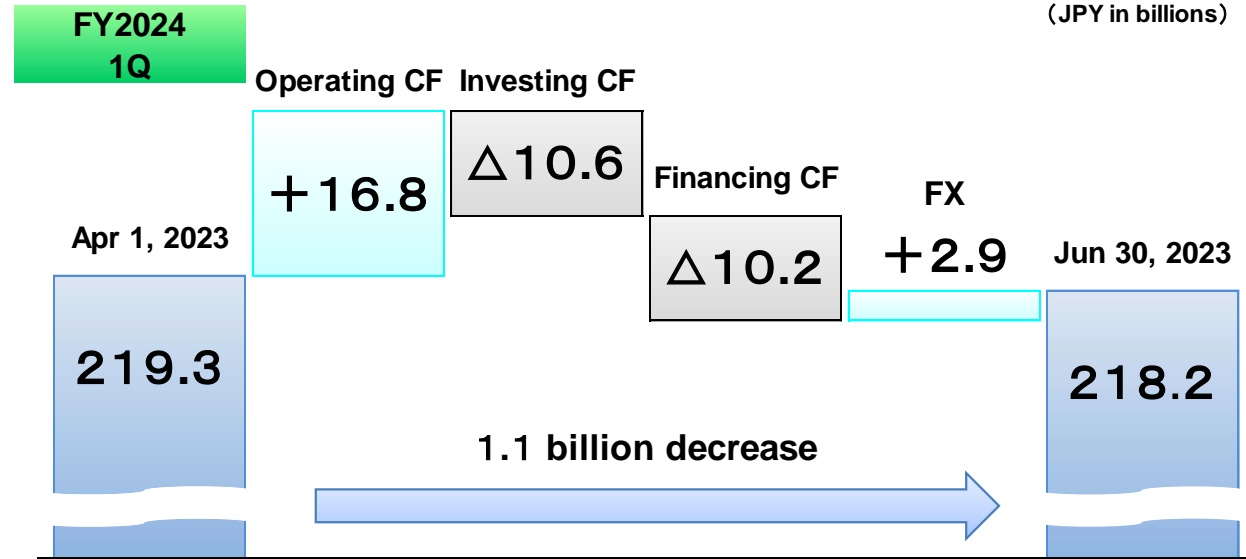 FY2024
1Q
（JPY in billions）
Operating CF
Investing CF
Financing CF
FX
Apr 1, 2023
Jun 30, 2023
＋16.8
△10.6
△10.2
＋2.9
219.3
218.2
1.1 billion decrease